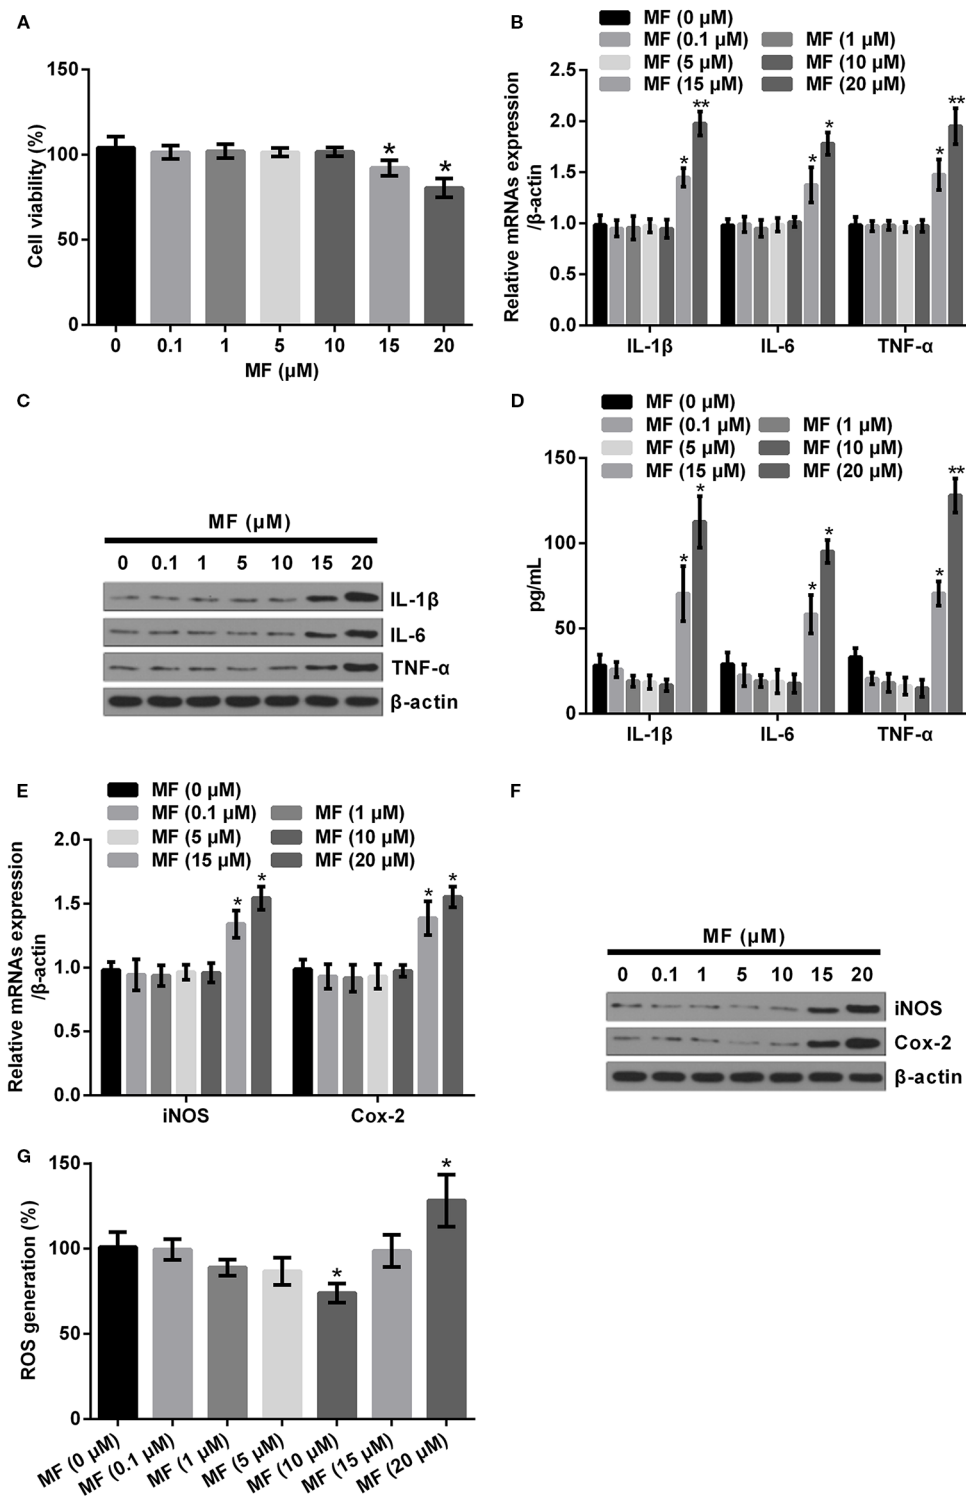 A
150
100
50
0
Cell viability (%)
* *
0 0.1 1 5 10 15 20
MF (μM)
B
MF (0 μM)
MF (0.1 μM) MF (1 μM)
MF (5 μM) MF (10 μM)
MF (15 μM) MF (20 μM)
2.5
2.0
1.5
1.0
0.5
0.0
Relative mRNAs expression
/β-actin
* ** * * * **
IL-1β IL-6 TNF-α
C
MF (μM)
0 0.1 1 5 10 15 20
IL-1β
IL-6
TNF-α
β-actin
D
MF (0 μM)
MF (0.1 μM) MF (1 μM)
MF (5 μM) MF (10 μM)
MF (15 μM) MF (20 μM)
150
100
50
0
pg/mL
* * * * * **
IL-1β IL-6 TNF-α
E
MF (0 μM)
MF (0.1 μM) MF (1 μM)
MF (5 μM) MF (10 μM)
MF (15 μM) MF (20 μM)
2.0
1.5
1.0
0.5
0.0
Relative mRNAs expression
/β-actin
* * * *
iNOS Cox-2
F
MF (μM)
0 0.1 1 5 10 15 20
iNOS
Cox-2
β-actin
G
150
100
50
0
ROS generation (%)
* *
MF (0 μM) MF (0.1 μM) MF (1 μM) MF (5 μM) MF (10 μM) MF (15 μM) MF (20 μM)